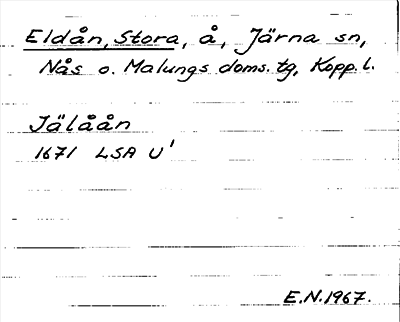 Eldån, Stora, å, Järna sn,
Nås o. Malungs doms. tg, Kopp. l.
Jälåån
1671 LSA U'
E.N. 1967.